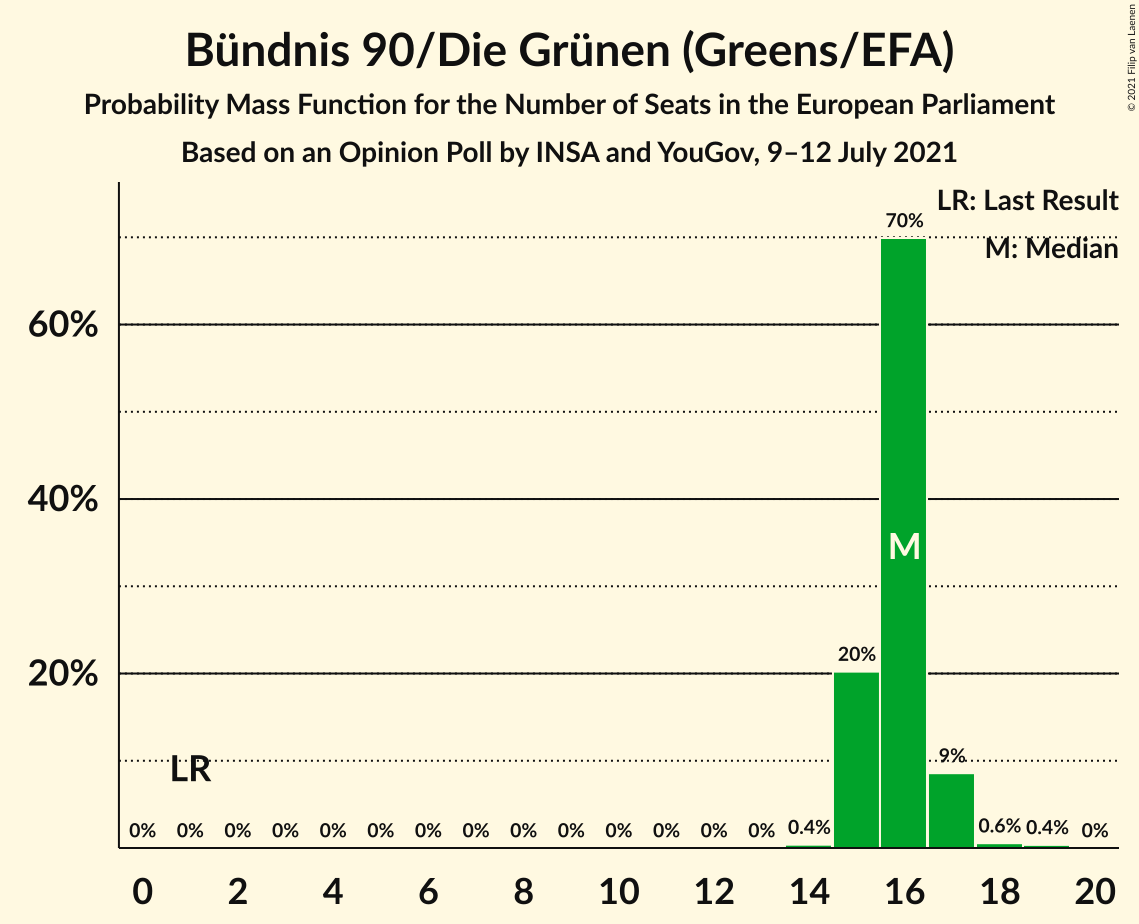 Bündnis 90/Die Grünen (Greens/EFA)
Probability Mass Function for the Number of Seats in the European Parliament
Based on an Opinion Poll by INSA and YouGov, 9–12 July 2021
© 2021 Filip van Laenen
LR: Last Result
M: Median
70%
60%
40%
M
20%
20%
LR
9%
0% 0% 0% 0% 0% 0% 0% 0% 0% 0% 0% 0% 0% 0% 0.4% 0.6% 0.4% 0%
0 2 4 6 8 10 12 14 16 18 20